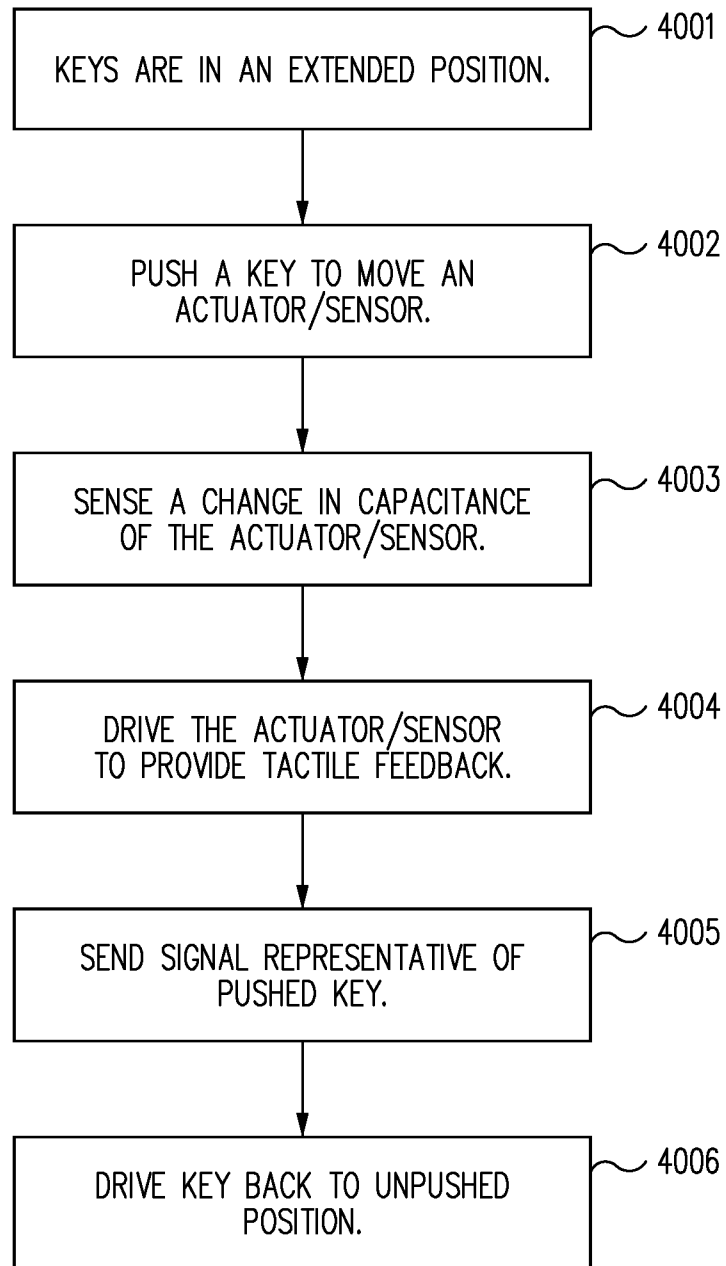 KEYS ARE IN AN EXTENDED POSITION.
4001
PUSH A KEY TO MOVE AN
ACTUATOR/SENSOR.
4002
SENSE A CHANGE IN CAPACITANCE
OF THE ACTUATOR/SENSOR.
4003
DRIVE THE ACTUATOR/SENSOR
TO PROVIDE TACTILE FEEDBACK.
4004
SEND SIGNAL REPRESENTATIVE OF
PUSHED KEY.
4005
DRIVE KEY BACK TO UNPUSHED
POSITION.
4006